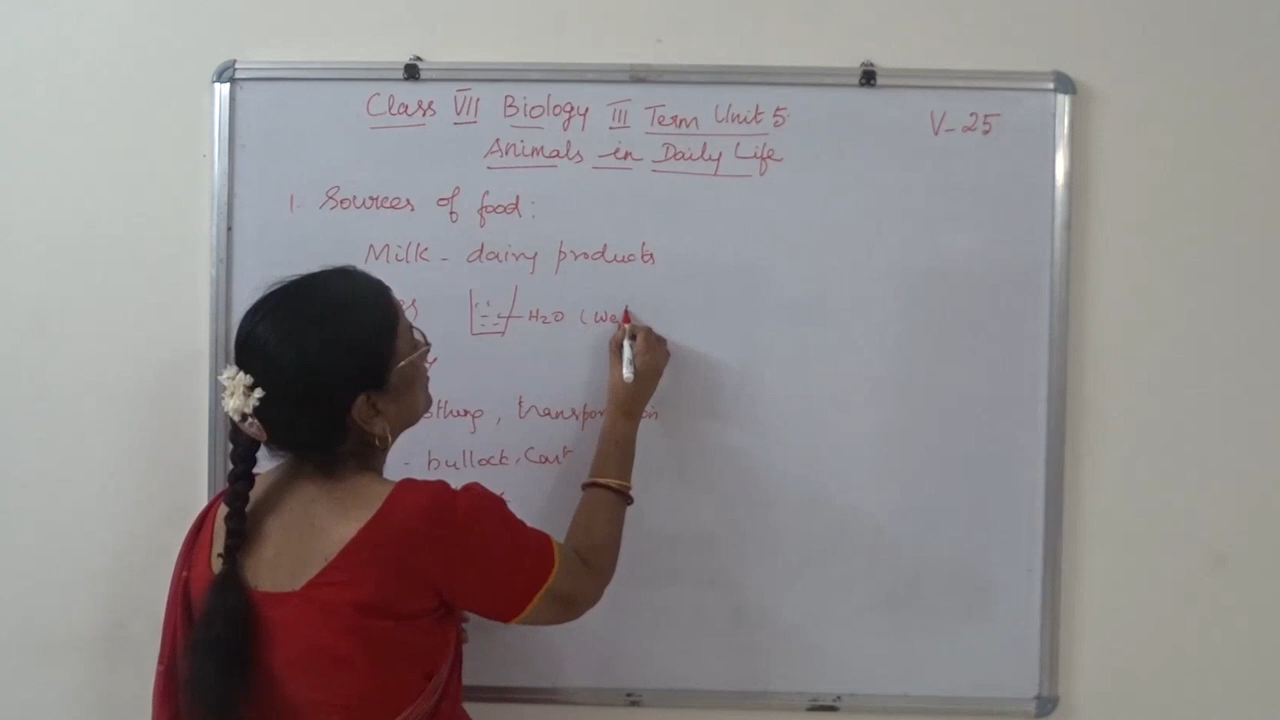 Class VII Biology III Term Unit 5
V-25
Animals in Daily Life
1. Sources of food:
Milk - dairy products
H2O (We
- bullock, Cart